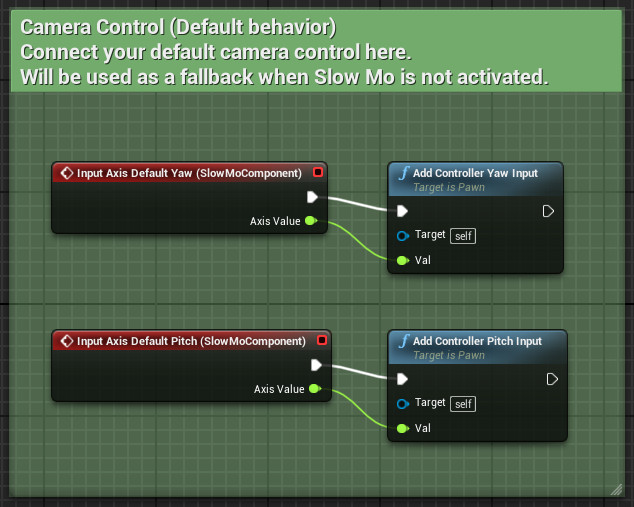 Camera Control (Default behavior)
Connect your default camera control here.
Will be used as a fallback when Slow Mo is not activated.
Input Axis Default Yaw (SlowMoComponent)
Axis Value
f Add Controller Yaw Input
Target is Pawn
Target self
Val
Input Axis Default Pitch (SlowMoComponent)
Axis Value
f Add Controller Pitch Input
Target is Pawn
Target self
Val